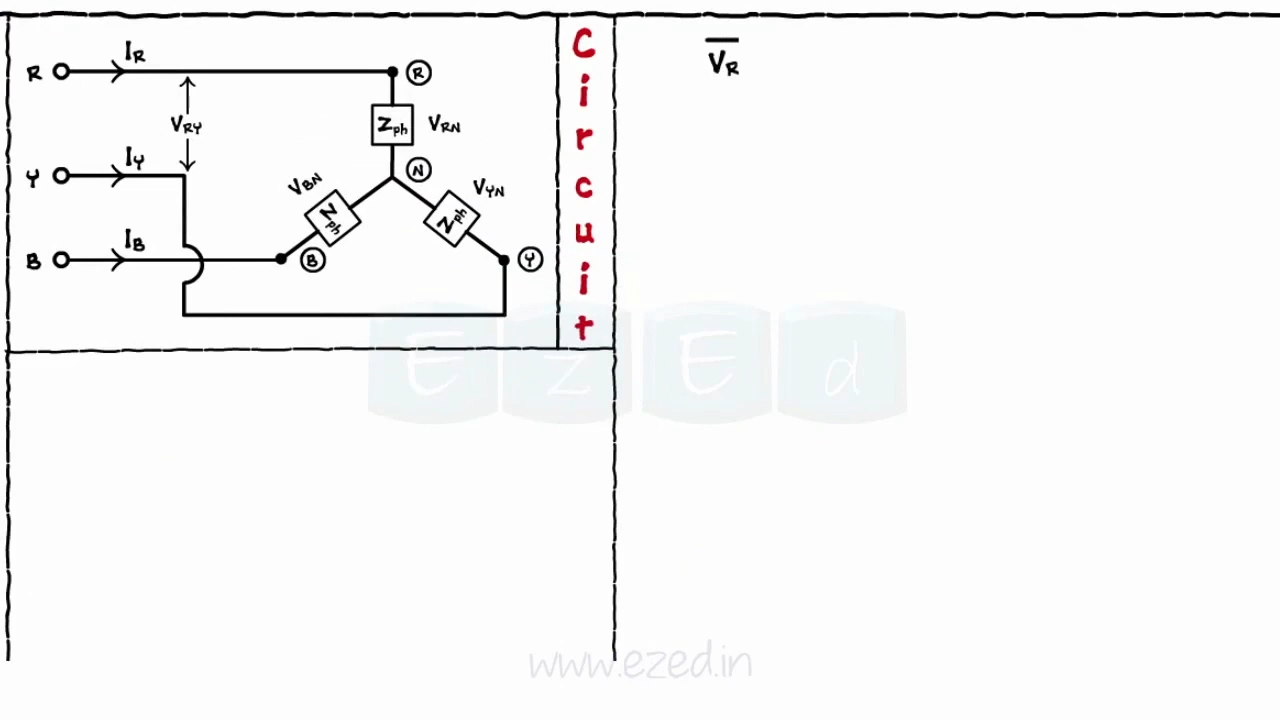 R
I_R
R
V_RY
Z_ph
V_RN
Y
I_Y
N
V_BN
V_YN
Z_ph
Z_ph
B
I_B
B
Y
Circuit
V̅_R
EzEd
www.ezed.in